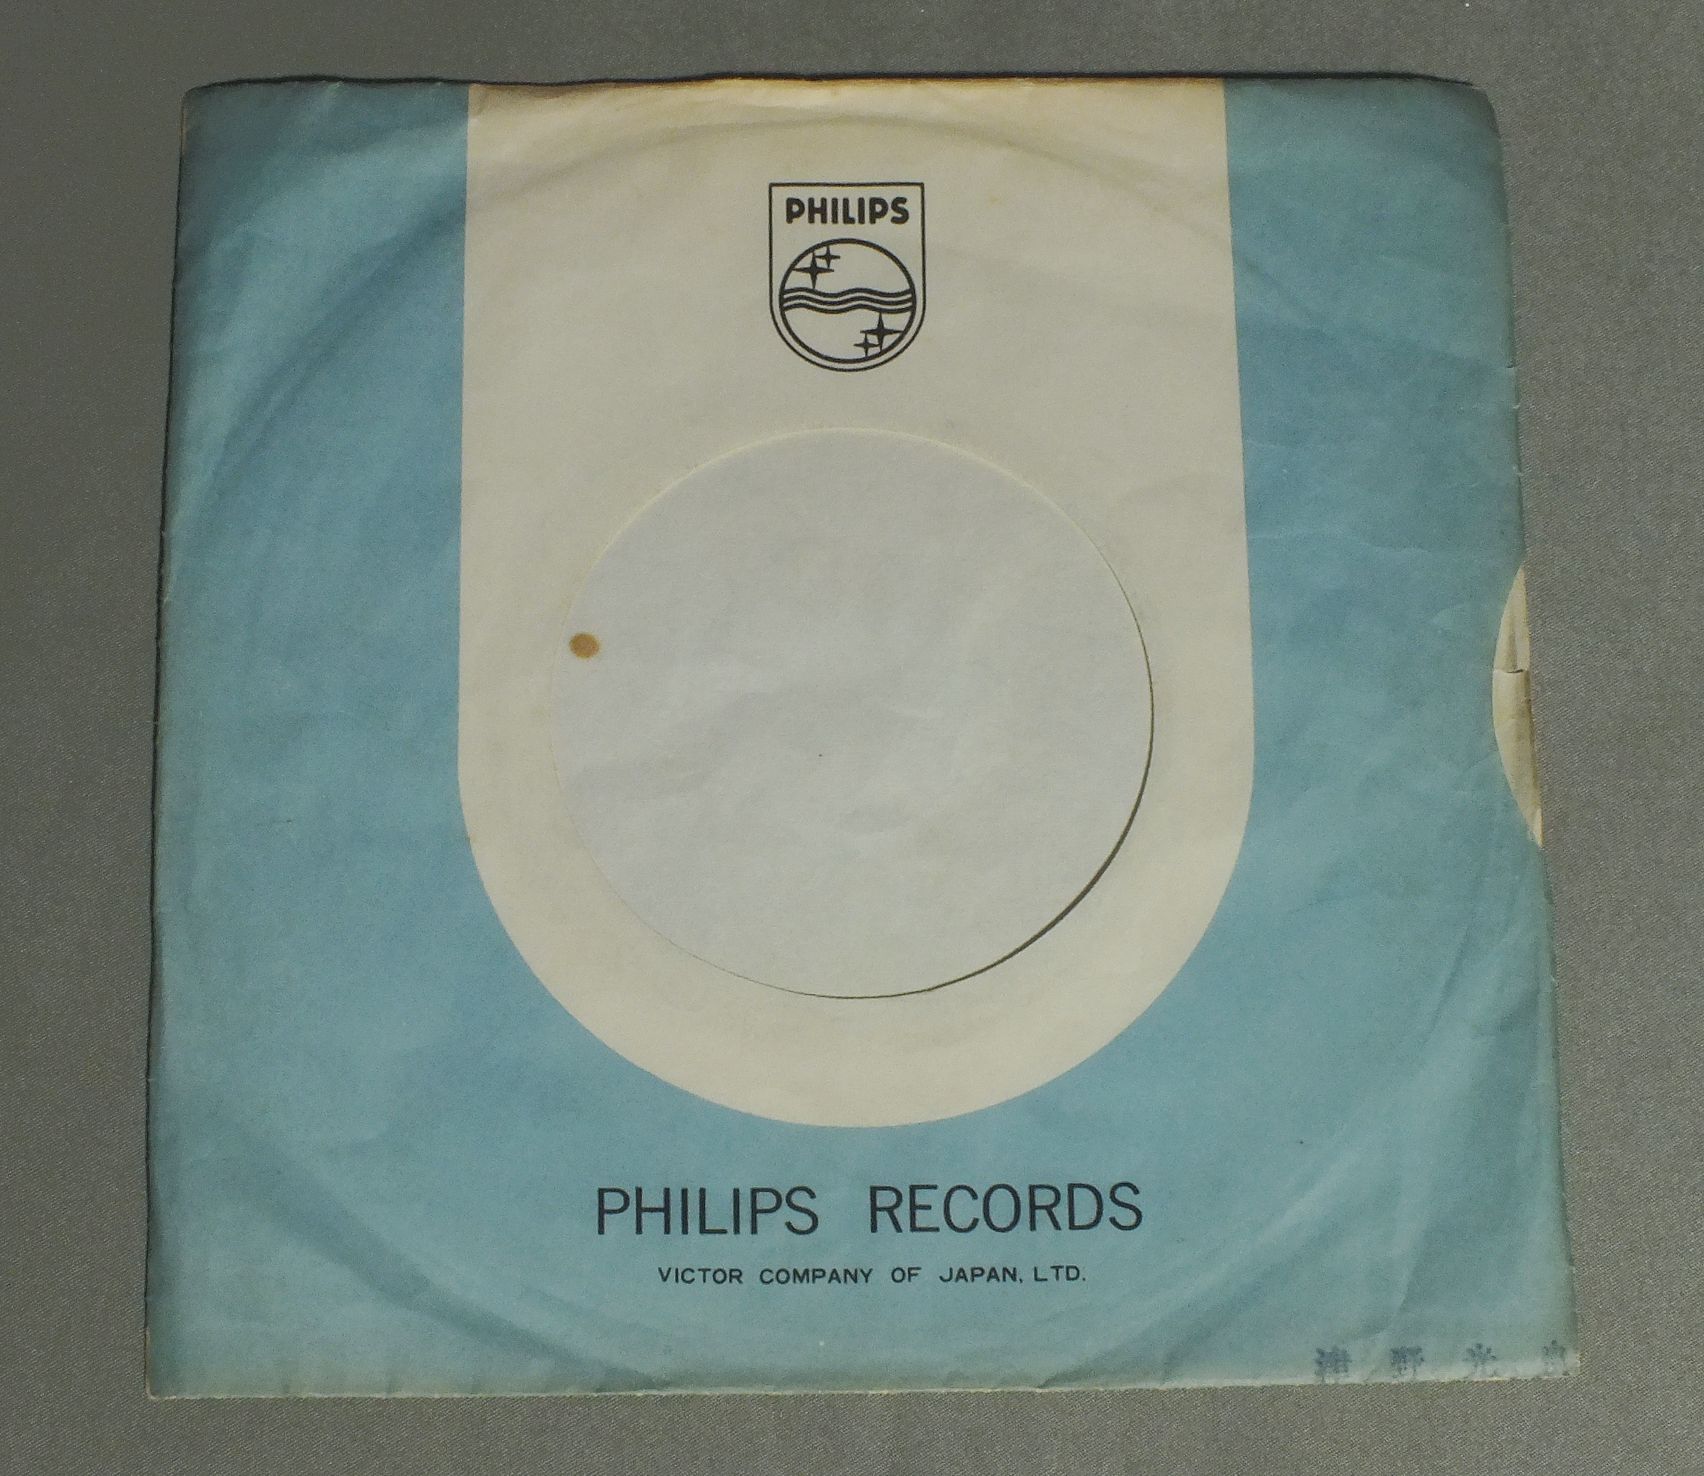 PHILIPS
PHILIPS RECORDS
VICTOR COMPANY OF JAPAN, LTD.